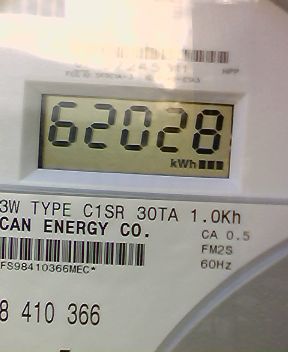 62028
kWh
3W TYPE C1SR 30TA 1.0Kh
CAN ENERGY CO.
CA 0.5
FM2S
60Hz
FS98410366MEC*
8 410 366